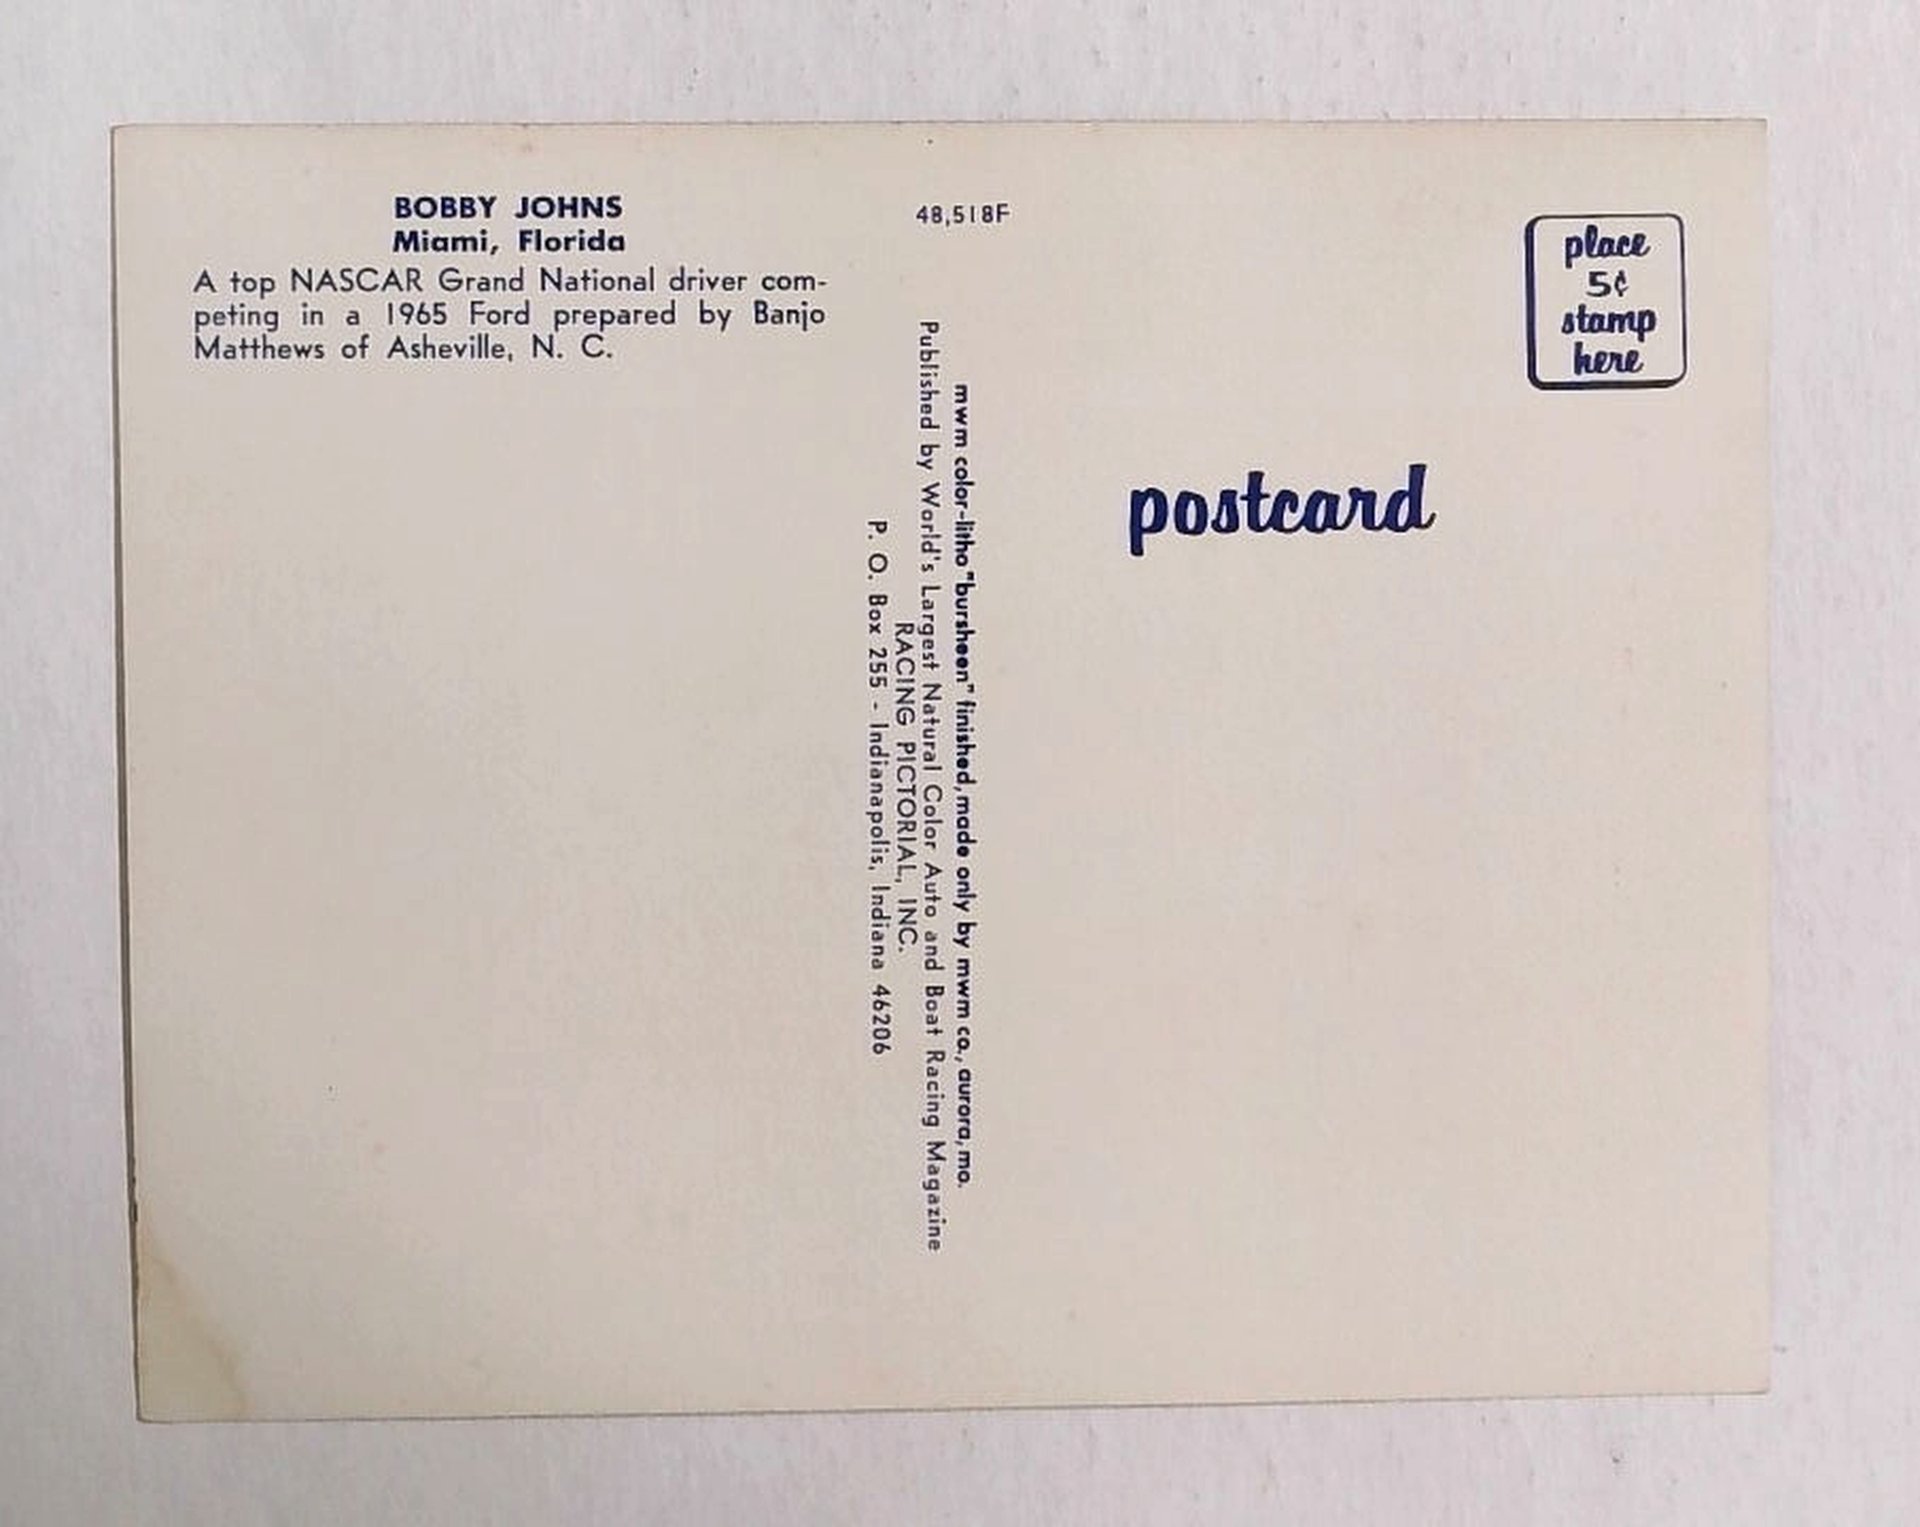 BOBBY JOHNS
Miami, Florida
A top NASCAR Grand National driver com-
peting in a 1965 Ford prepared by Banjo
Matthews of Asheville, N. C.
48,518F
mwm color-litho "bursheen" finished, made only by mwm co., aurora, mo.
Published by World's Largest Natural Color Auto and Boat Racing Magazine
RACING PICTORIAL, INC.
P. O. Box 255 - Indianapolis, Indiana 46206
place
5¢
stamp
here
postcard